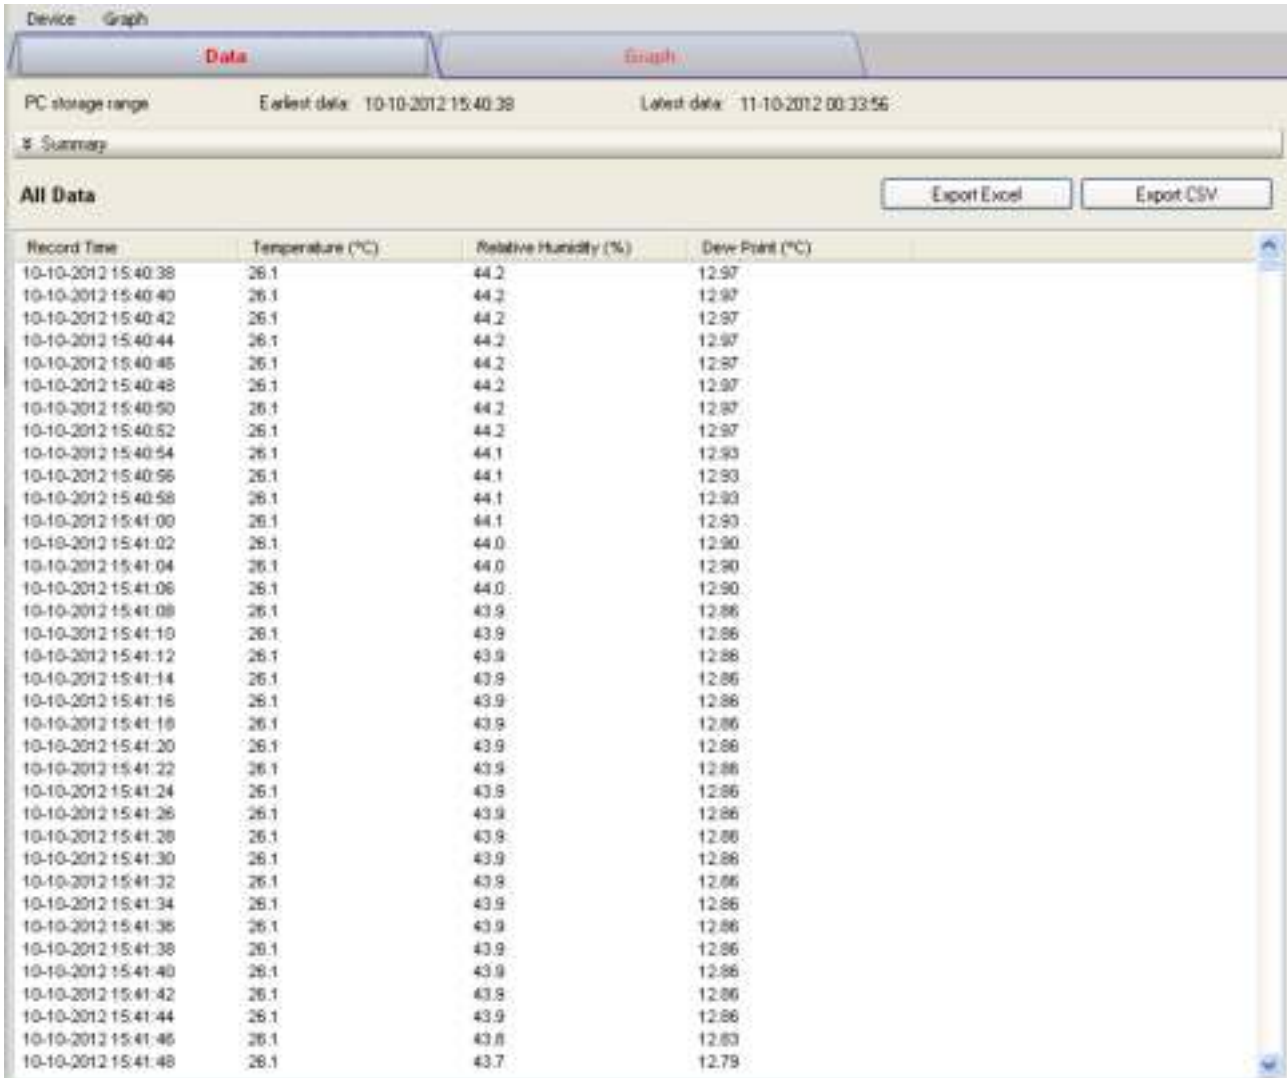 Device Graph
Data Graph
PC storage range Earliest data: 10-10-2012 15:40:38 Latest data: 11-10-2012 00:33:56
Summary
All Data Export Excel Export CSV
Record Time Temperature (°C) Relative Humidity (%) Dew Point (°C)
10-10-2012 15:40:38 26.1 44.2 12.97
10-10-2012 15:40:40 26.1 44.2 12.97
10-10-2012 15:40:42 26.1 44.2 12.97
10-10-2012 15:40:44 26.1 44.2 12.97
10-10-2012 15:40:46 26.1 44.2 12.97
10-10-2012 15:40:48 26.1 44.2 12.97
10-10-2012 15:40:50 26.1 44.2 12.97
10-10-2012 15:40:52 26.1 44.2 12.97
10-10-2012 15:40:54 26.1 44.1 12.93
10-10-2012 15:40:56 26.1 44.1 12.93
10-10-2012 15:40:58 26.1 44.1 12.93
10-10-2012 15:41:00 26.1 44.1 12.93
10-10-2012 15:41:02 26.1 44.0 12.90
10-10-2012 15:41:04 26.1 44.0 12.90
10-10-2012 15:41:06 26.1 44.0 12.90
10-10-2012 15:41:08 26.1 43.9 12.86
10-10-2012 15:41:10 26.1 43.9 12.86
10-10-2012 15:41:12 26.1 43.9 12.86
10-10-2012 15:41:14 26.1 43.9 12.86
10-10-2012 15:41:16 26.1 43.9 12.86
10-10-2012 15:41:18 26.1 43.9 12.86
10-10-2012 15:41:20 26.1 43.9 12.86
10-10-2012 15:41:22 26.1 43.9 12.86
10-10-2012 15:41:24 26.1 43.9 12.86
10-10-2012 15:41:26 26.1 43.9 12.86
10-10-2012 15:41:28 26.1 43.9 12.86
10-10-2012 15:41:30 26.1 43.9 12.86
10-10-2012 15:41:32 26.1 43.9 12.86
10-10-2012 15:41:34 26.1 43.9 12.86
10-10-2012 15:41:36 26.1 43.9 12.86
10-10-2012 15:41:38 26.1 43.9 12.86
10-10-2012 15:41:40 26.1 43.9 12.86
10-10-2012 15:41:42 26.1 43.9 12.86
10-10-2012 15:41:44 26.1 43.9 12.86
10-10-2012 15:41:46 26.1 43.8 12.83
10-10-2012 15:41:48 26.1 43.7 12.79